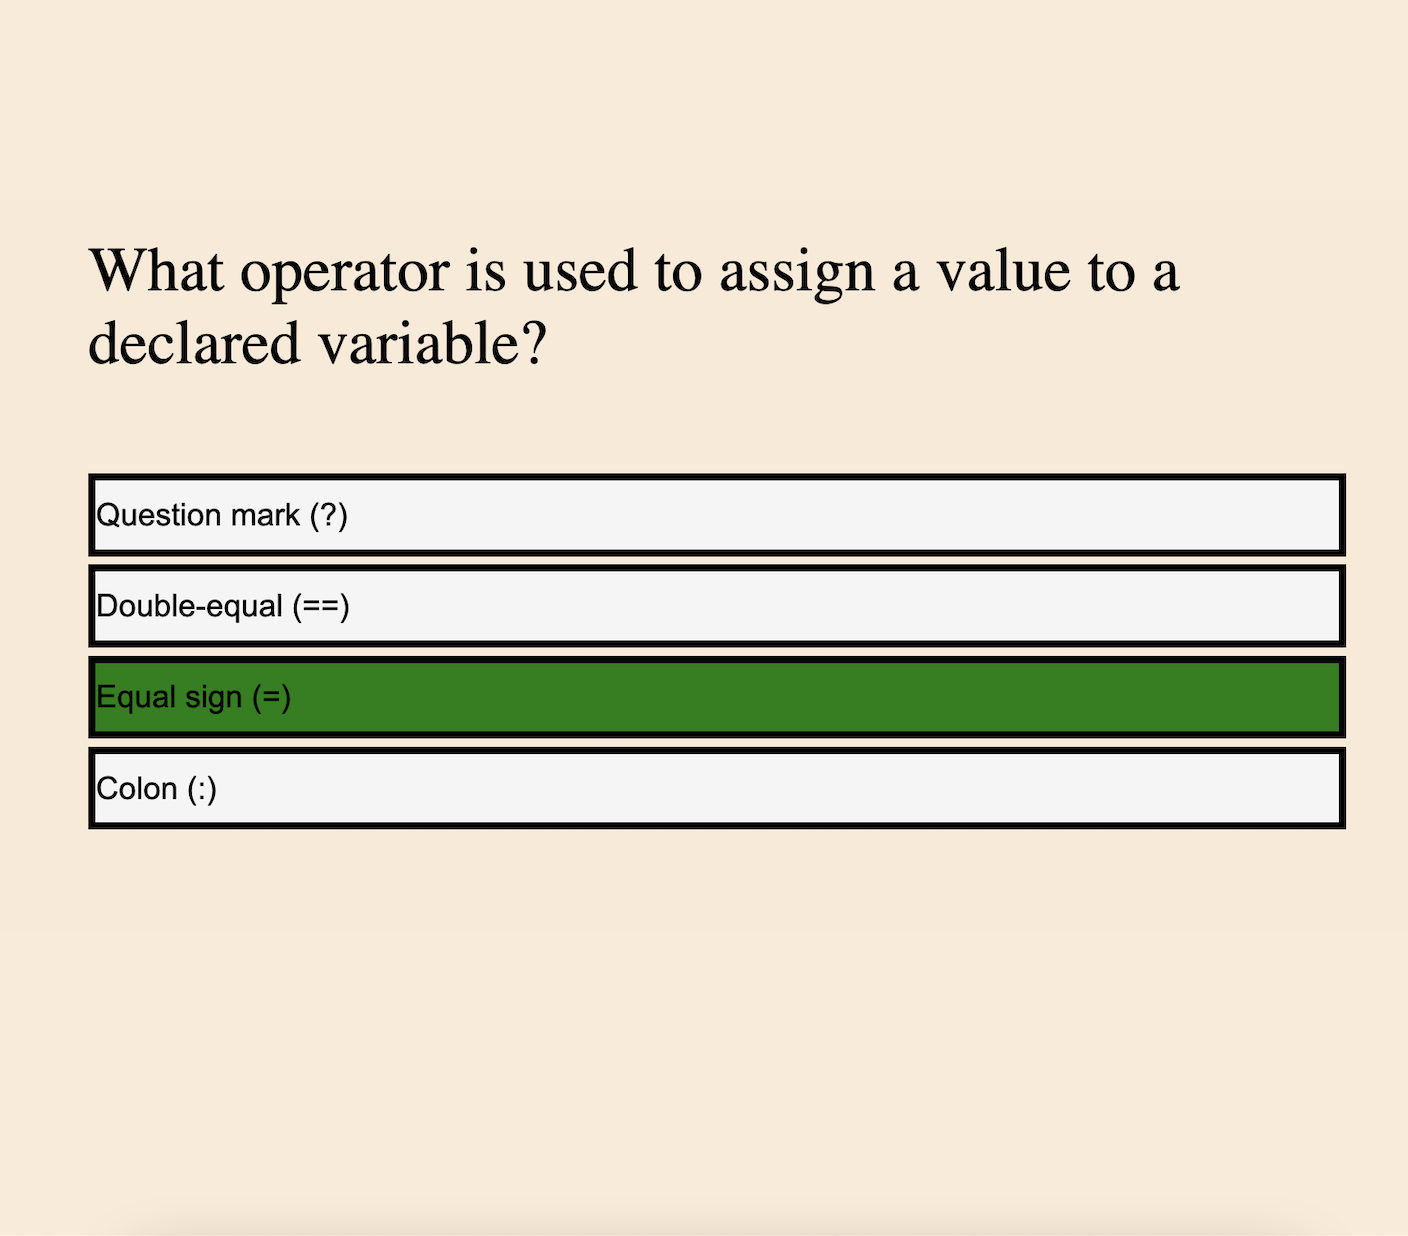 What operator is used to assign a value to a
declared variable?
Question mark (?)
Double-equal (==)
Equal sign (=)
Colon (:)